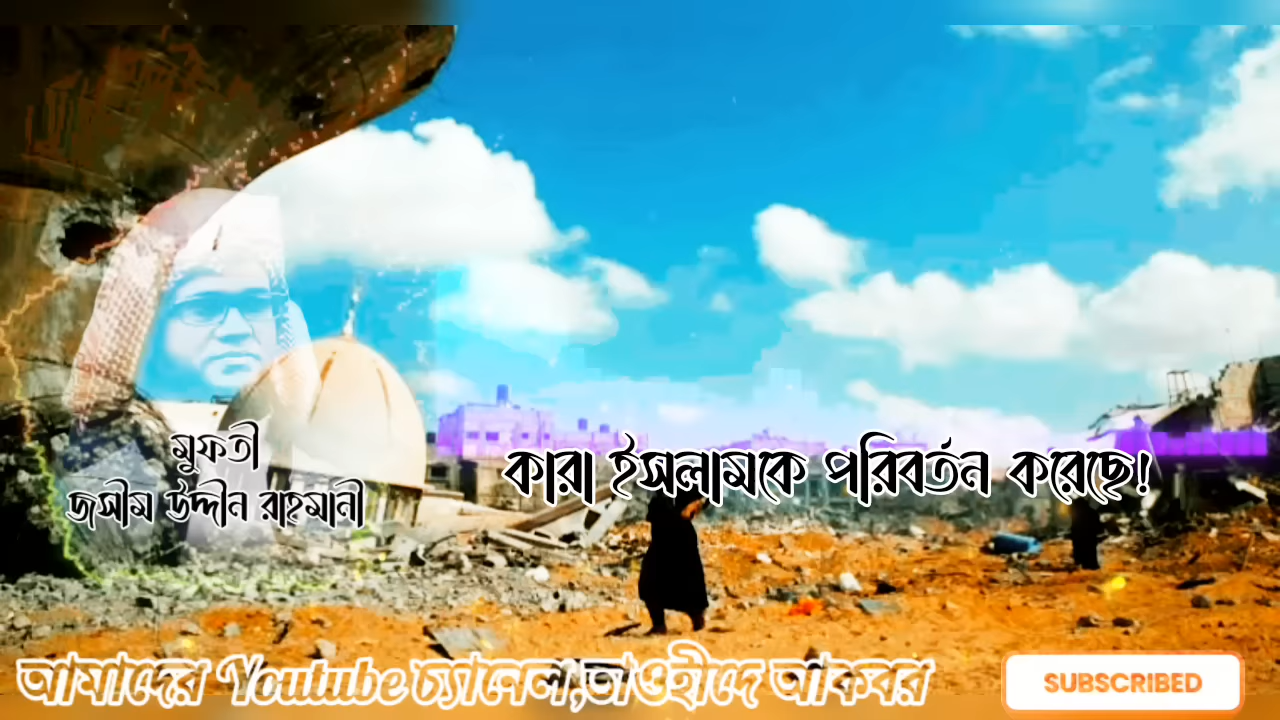 মুফতী
জসীম উদ্দীন রাহমানী
কারা ইসলামকে পরিবর্তন করেছে!
আমাদের Youtube চ্যানেল,তাওহীদে আকবর
SUBSCRIBED